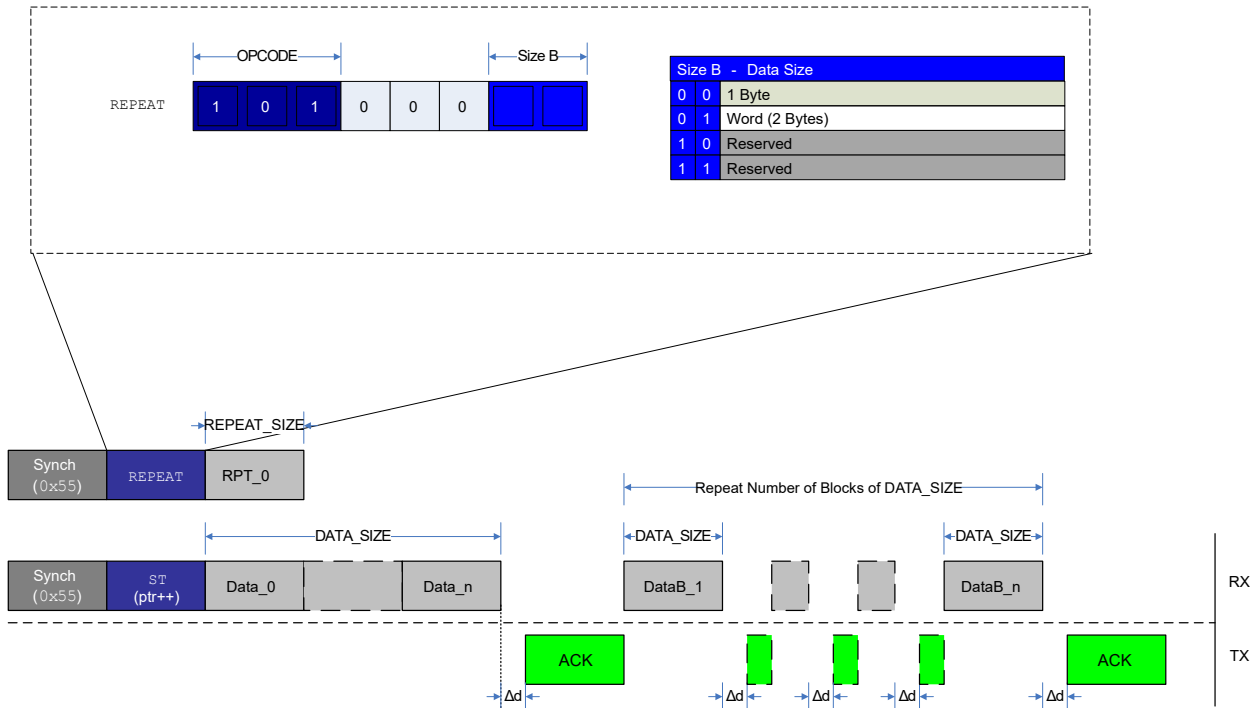 OPCODE
Size B
REPEAT
1 0 1 0 0 0
Size B - Data Size
0 0 1 Byte
0 1 Word (2 Bytes)
1 0 Reserved
1 1 Reserved
REPEAT_SIZE
Synch
(0x55)
REPEAT
RPT_0
Repeat Number of Blocks of DATA_SIZE
DATA_SIZE
DATA_SIZE
DATA_SIZE
Synch
(0x55)
ST
(ptr++)
Data_0
Data_n
DataB_1
DataB_n
RX
ACK
ACK
TX
Δd
Δd
Δd
Δd
Δd